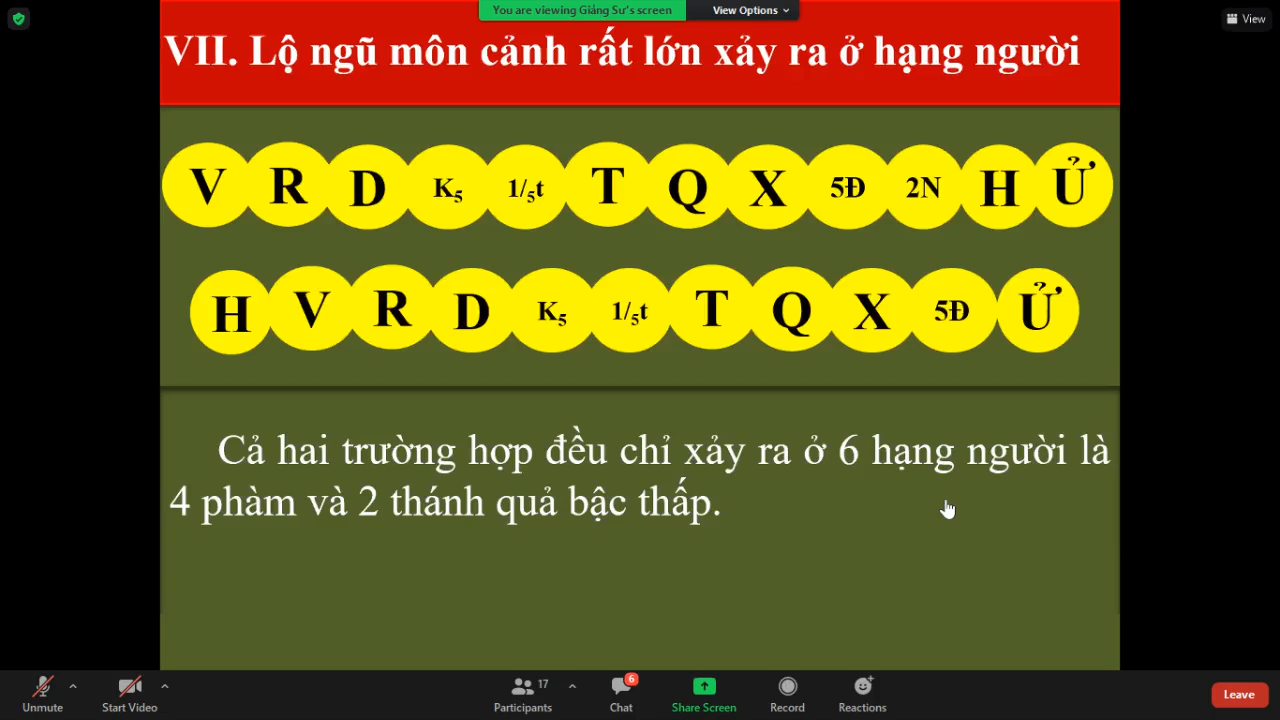 You are viewing Giảng Sư's screen
View Options
View
VII. Lộ ngũ môn cảnh rất lớn xảy ra ở hạng người
V R D K₅ 1/₅t T Q X 5Đ 2N H Ử
H V R D K₅ 1/₅t T Q X 5Đ Ử
Cả hai trường hợp đều chỉ xảy ra ở 6 hạng người là
4 phàm và 2 thánh quả bậc thấp.
Unmute
Start Video
17
Participants
6
Chat
Share Screen
Record
Reactions
Leave